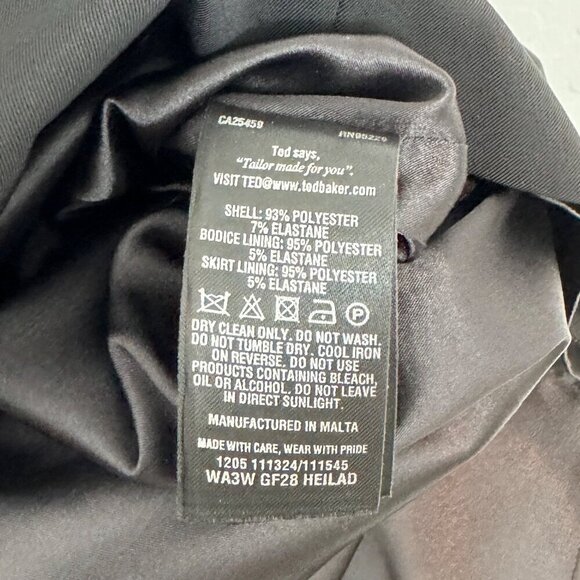 CA25459 RN95224
Ted says,
"Tailor made for you".
VISIT TED@www.tedbaker.com
SHELL: 93% POLYESTER
7% ELASTANE
BODICE LINING: 95% POLYESTER
5% ELASTANE
SKIRT LINING: 95% POLYESTER
5% ELASTANE
P
DRY CLEAN ONLY. DO NOT WASH.
DO NOT TUMBLE DRY. COOL IRON
ON REVERSE. DO NOT USE
PRODUCTS CONTAINING BLEACH,
OIL OR ALCOHOL. DO NOT LEAVE
IN DIRECT SUNLIGHT.
MANUFACTURED IN MALTA
MADE WITH CARE, WEAR WITH PRIDE
1205 111324/111545
WA3W GF28 HEILAD